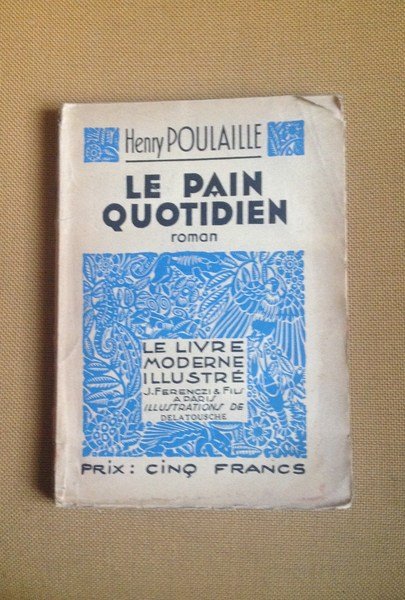 Henry POULAILLE
LE PAIN
QUOTIDIEN
roman
LE LIVRE
MODERNE
ILLUSTRÉ
J. FERENCZI & FILS
A PARIS
ILLUSTRATIONS DE
DELATOUSCHE
PRIX : CINQ FRANCS